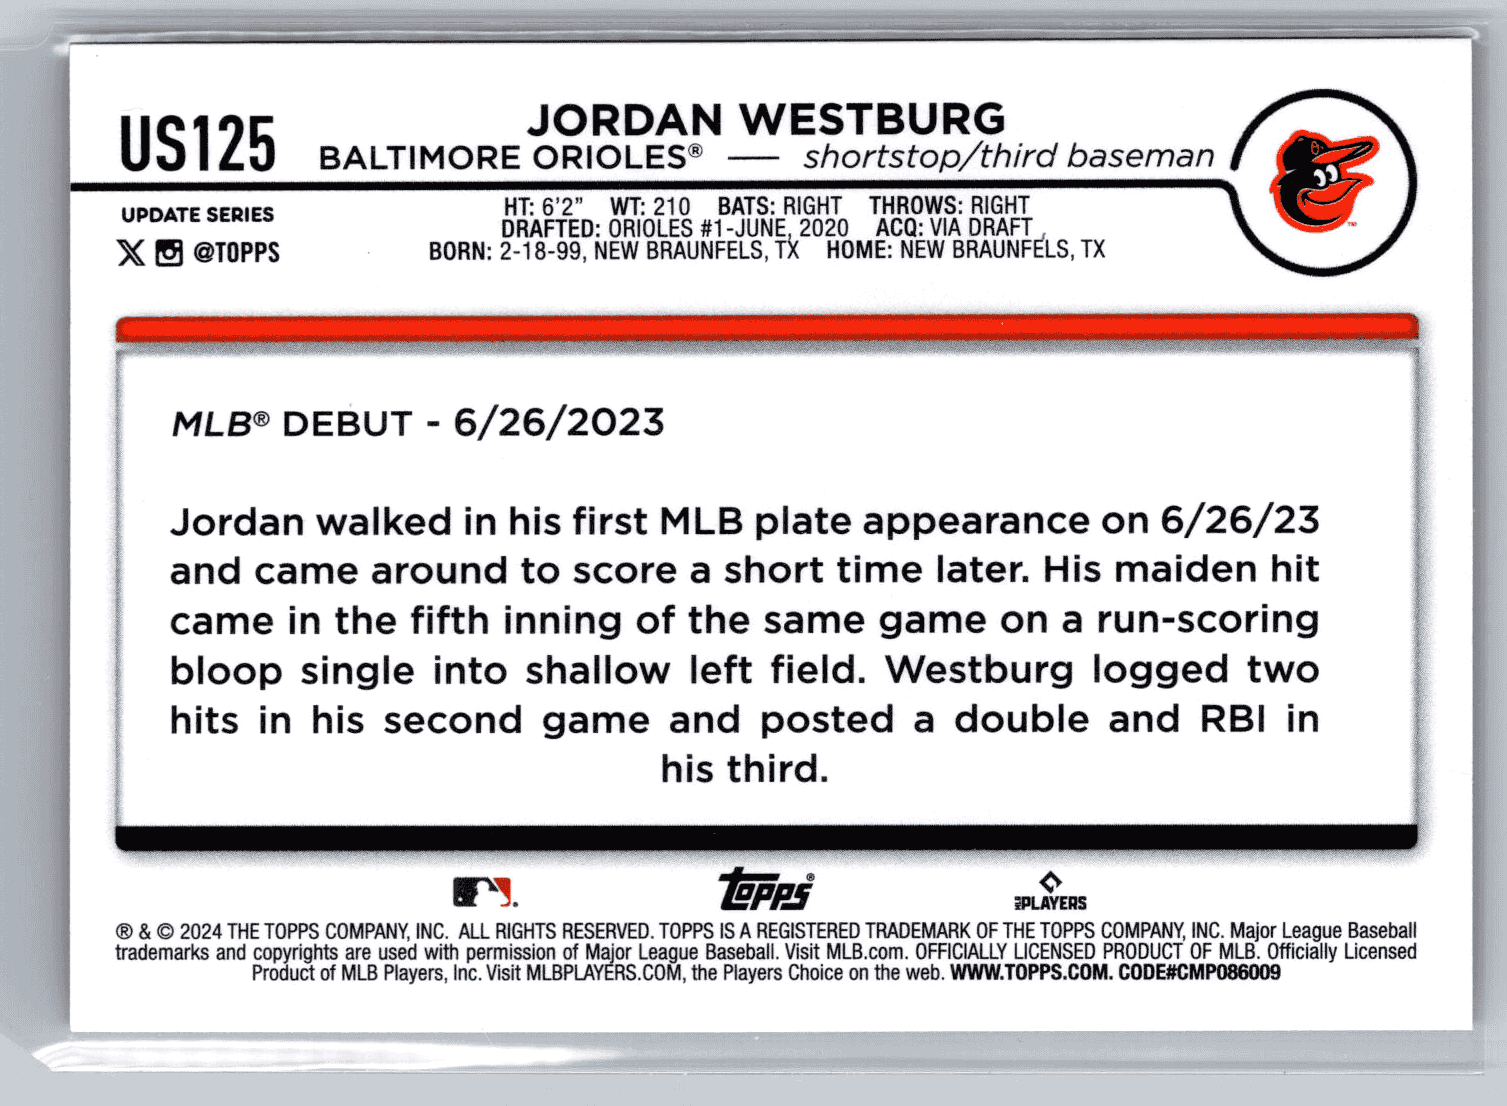 US125
JORDAN WESTBURG
BALTIMORE ORIOLES® — shortstop/third baseman
UPDATE SERIES
@TOPPS
HT: 6'2" WT: 210 BATS: RIGHT THROWS: RIGHT
DRAFTED: ORIOLES #1-JUNE, 2020 ACQ: VIA DRAFT
BORN: 2-18-99, NEW BRAUNFELS, TX HOME: NEW BRAUNFELS, TX
TM
MLB® DEBUT - 6/26/2023
Jordan walked in his first MLB plate appearance on 6/26/23
and came around to score a short time later. His maiden hit
came in the fifth inning of the same game on a run-scoring
bloop single into shallow left field. Westburg logged two
hits in his second game and posted a double and RBI in
his third.
Topps®
MLB PLAYERS
® & © 2024 THE TOPPS COMPANY, INC. ALL RIGHTS RESERVED. TOPPS IS A REGISTERED TRADEMARK OF THE TOPPS COMPANY, INC. Major League Baseball
trademarks and copyrights are used with permission of Major League Baseball. Visit MLB.com. OFFICIALLY LICENSED PRODUCT OF MLB. Officially Licensed
Product of MLB Players, Inc. Visit MLBPLAYERS.COM, the Players Choice on the web. WWW.TOPPS.COM. CODE#CMP086009